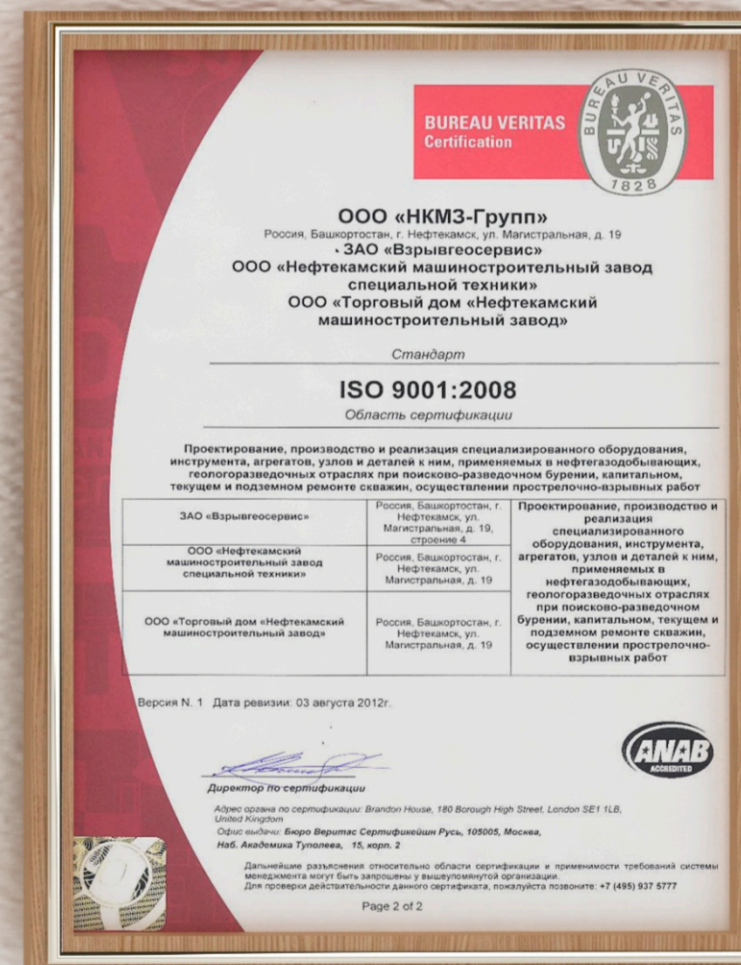 BUREAU VERITAS
Certification
BUREAU VERITAS
1828
ООО «НКМЗ-Групп»
Россия, Башкортостан, г. Нефтекамск, ул. Магистральная, д. 19
ЗАО «Взрывгеосервис»
ООО «Нефтекамский машиностроительный завод
специальной техники»
ООО «Торговый дом «Нефтекамский
машиностроительный завод»
Стандарт
ISO 9001:2008
Область сертификации
Проектирование, производство и реализация специализированного оборудования,
инструмента, агрегатов, узлов и деталей к ним, применяемых в нефтегазодобывающих,
геологоразведочных отраслях при поисково-разведочном бурении, капитальном,
текущем и подземном ремонте скважин, осуществлении прострелочно-взрывных работ
ЗАО «Взрывгеосервис»
Россия, Башкортостан, г.
Нефтекамск, ул.
Магистральная, д. 19,
строение 4
ООО «Нефтекамский
машиностроительный завод
специальной техники»
Россия, Башкортостан, г.
Нефтекамск, ул.
Магистральная, д. 19
ООО «Торговый дом «Нефтекамский
машиностроительный завод»
Россия, Башкортостан, г.
Нефтекамск, ул.
Магистральная, д. 19
Проектирование, производство и
реализация
специализированного
оборудования, инструмента,
агрегатов, узлов и деталей к ним,
применяемых в
нефтегазодобывающих,
геологоразведочных отраслях
при поисково-разведочном
бурении, капитальном, текущем и
подземном ремонте скважин,
осуществлении прострелочно-
взрывных работ
Версия N. 1 Дата ревизии: 03 августа 2012г.
ANAB
ACCREDITED
Директор по сертификации
Адрес органа по сертификации: Brandon House, 180 Borough High Street, London SE1 1LB,
United Kingdom
Офис выдачи: Бюро Веритас Сертификейшн Русь, 105005, Москва,
Наб. Академика Туполева, 15, корп. 2
Дальнейшие разъяснения относительно области сертификации и применимости требований системы
менеджмента могут быть запрошены у вышеупомянутой организации.
Для проверки действительности данного сертификата, пожалуйста позвоните: +7 (495) 937 5777
Page 2 of 2